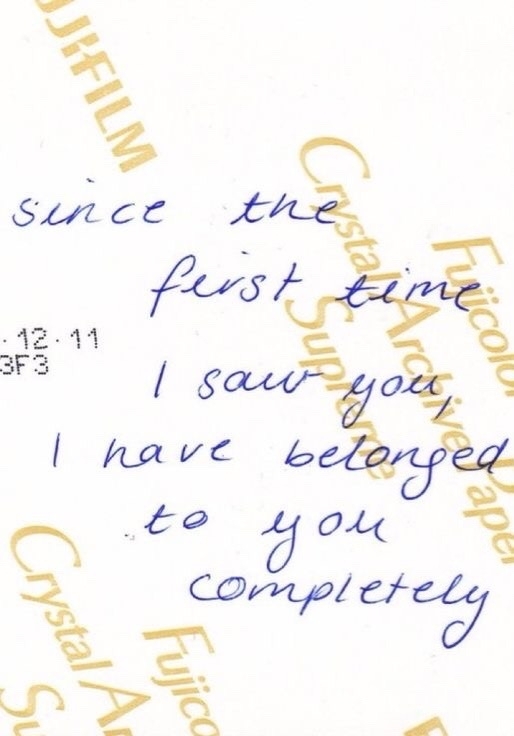 FUJIFILM
since the
Crystal Archive
Supreme
Fujicolor
first time
.12.11
3F3
I saw you,
I have belonged
Paper
to you
completely
Crystal Ar
Fujico
Su